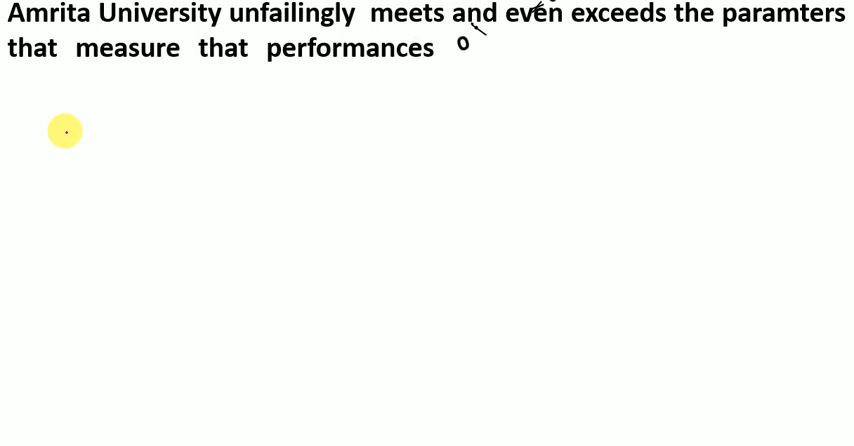 Amrita University unfailingly meets and even exceeds the paramters
that measure that performances o